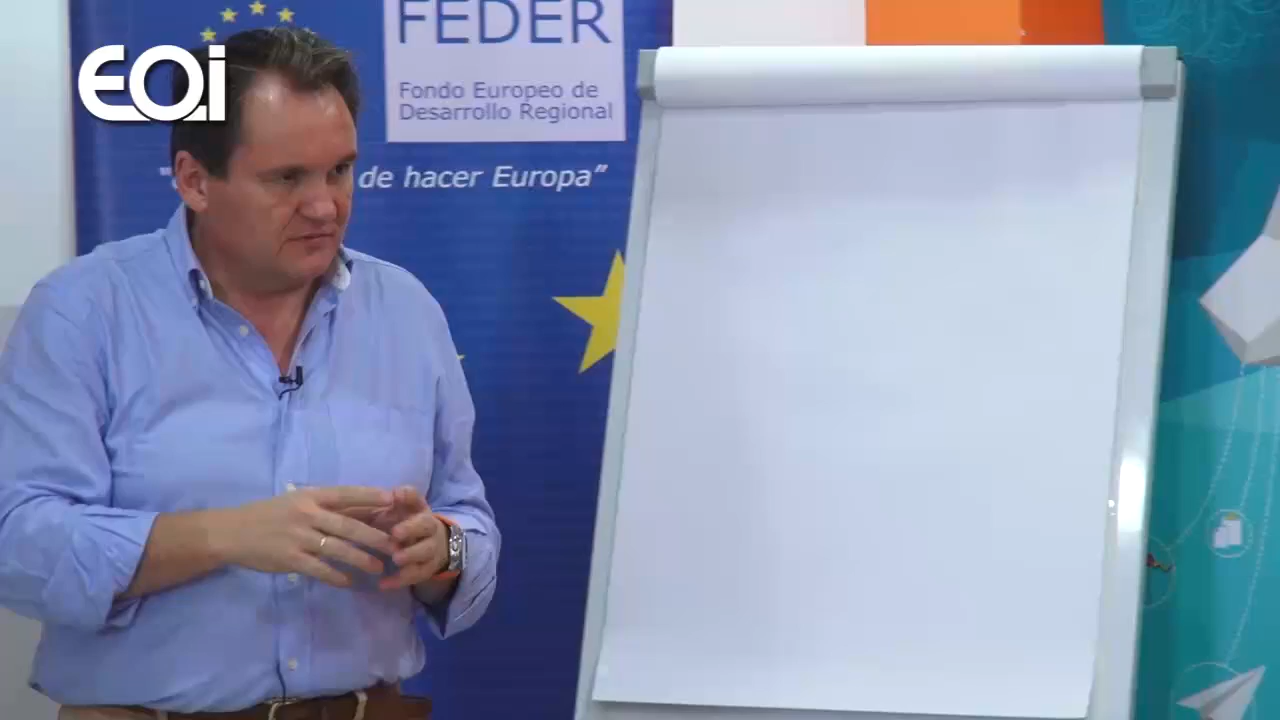 EOi
FEDER
Fondo Europeo de
Desarrollo Regional
de hacer Europa”